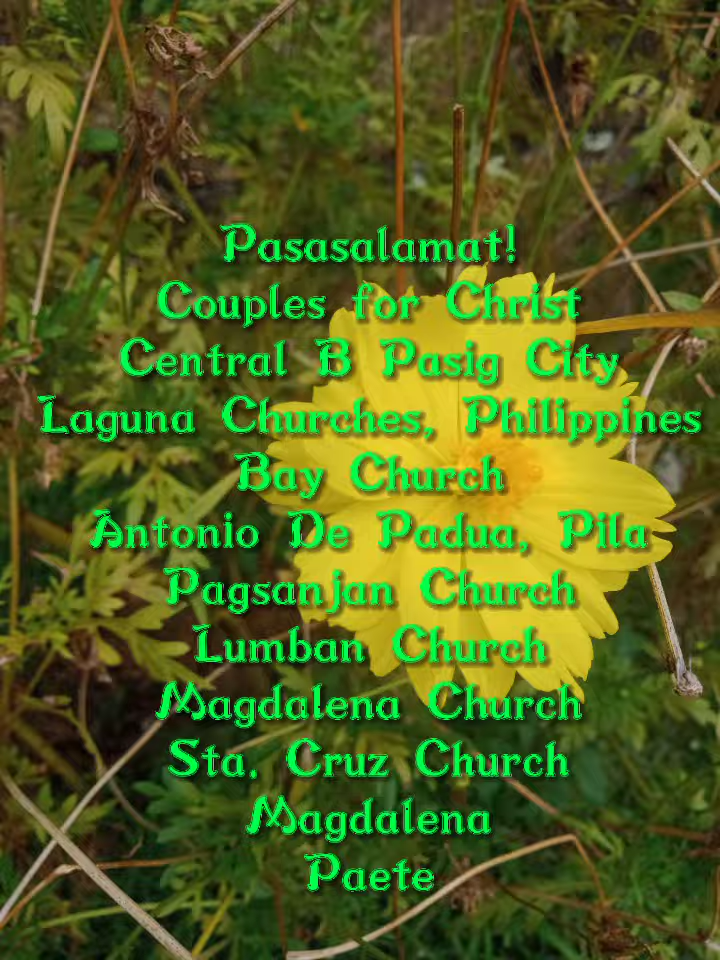 Pasasalamat!
Couples for Christ
Central B Pasig City
Laguna Churches, Philippines
Bay Church
Antonio De Padua, Pila
Pagsanjan Church
Lumban Church
Magdalena Church
Sta. Cruz Church
Magdalena
Paete